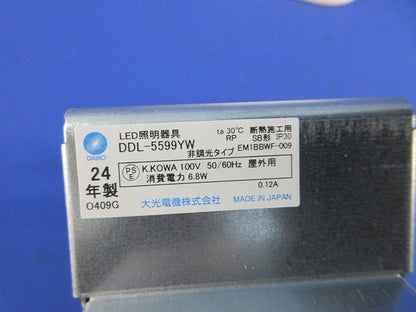 LED照明器具
ta 30℃ 断熱施工用
DAIKO
DDL-5599YW
RP SB形 IP30
非調光タイプ EM1BBWF-009
24
年製
PS
E
K.KOWA 100V 50/60Hz 屋外用
消費電力 6.8W
0.12A
O409G
大光電機株式会社
MADE IN JAPAN